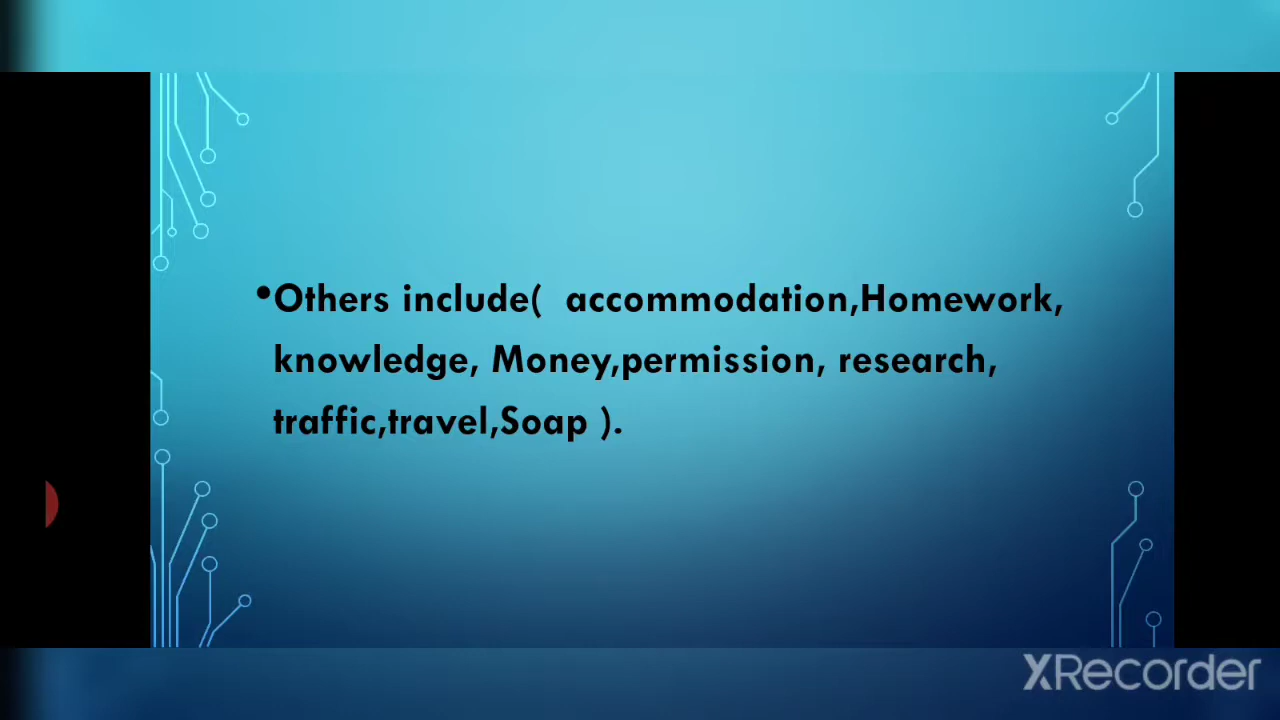 •Others include(  accommodation,Homework,
knowledge, Money,permission, research,
traffic,travel,Soap ).
XRecorder